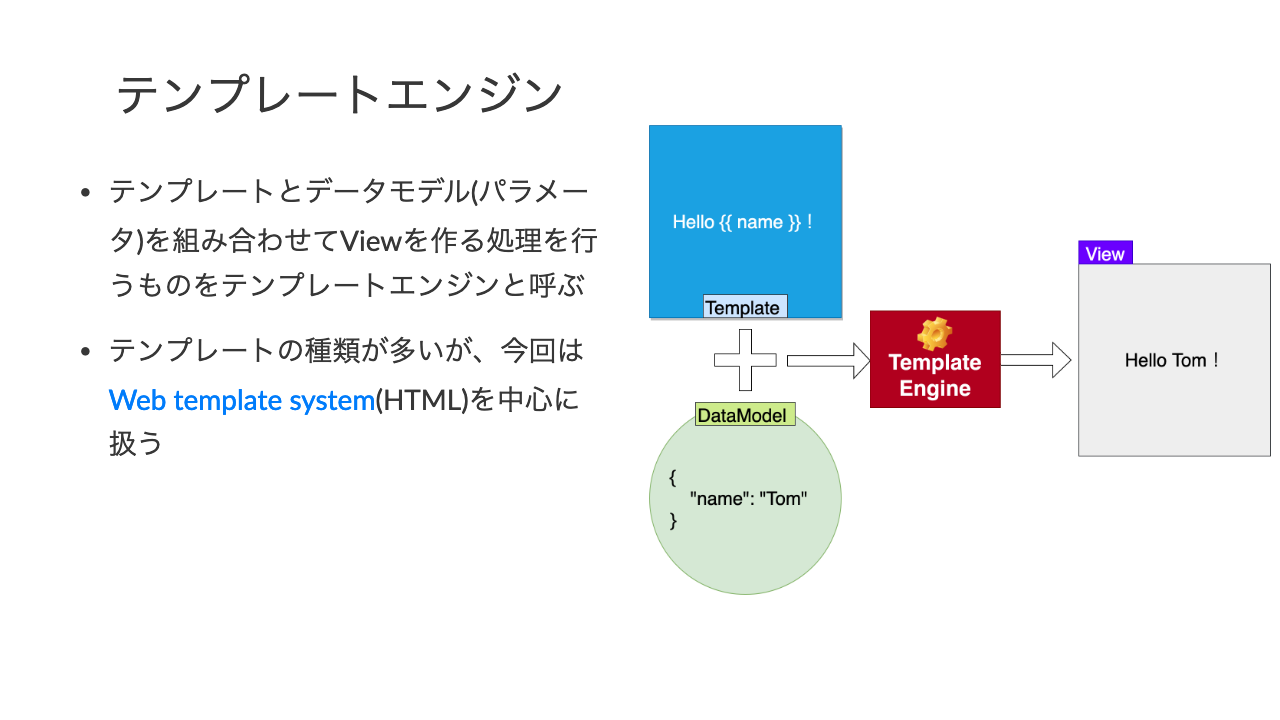 テンプレートエンジン
• テンプレートとデータモデル(パラメー
タ)を組み合わせてViewを作る処理を行
うものをテンプレートエンジンと呼ぶ
• テンプレートの種類が多いが、今回は
Web template system(HTML)を中心に
扱う
Hello {{ name }}！
Template
DataModel
{
"name": "Tom"
}
Template
Engine
View
Hello Tom！